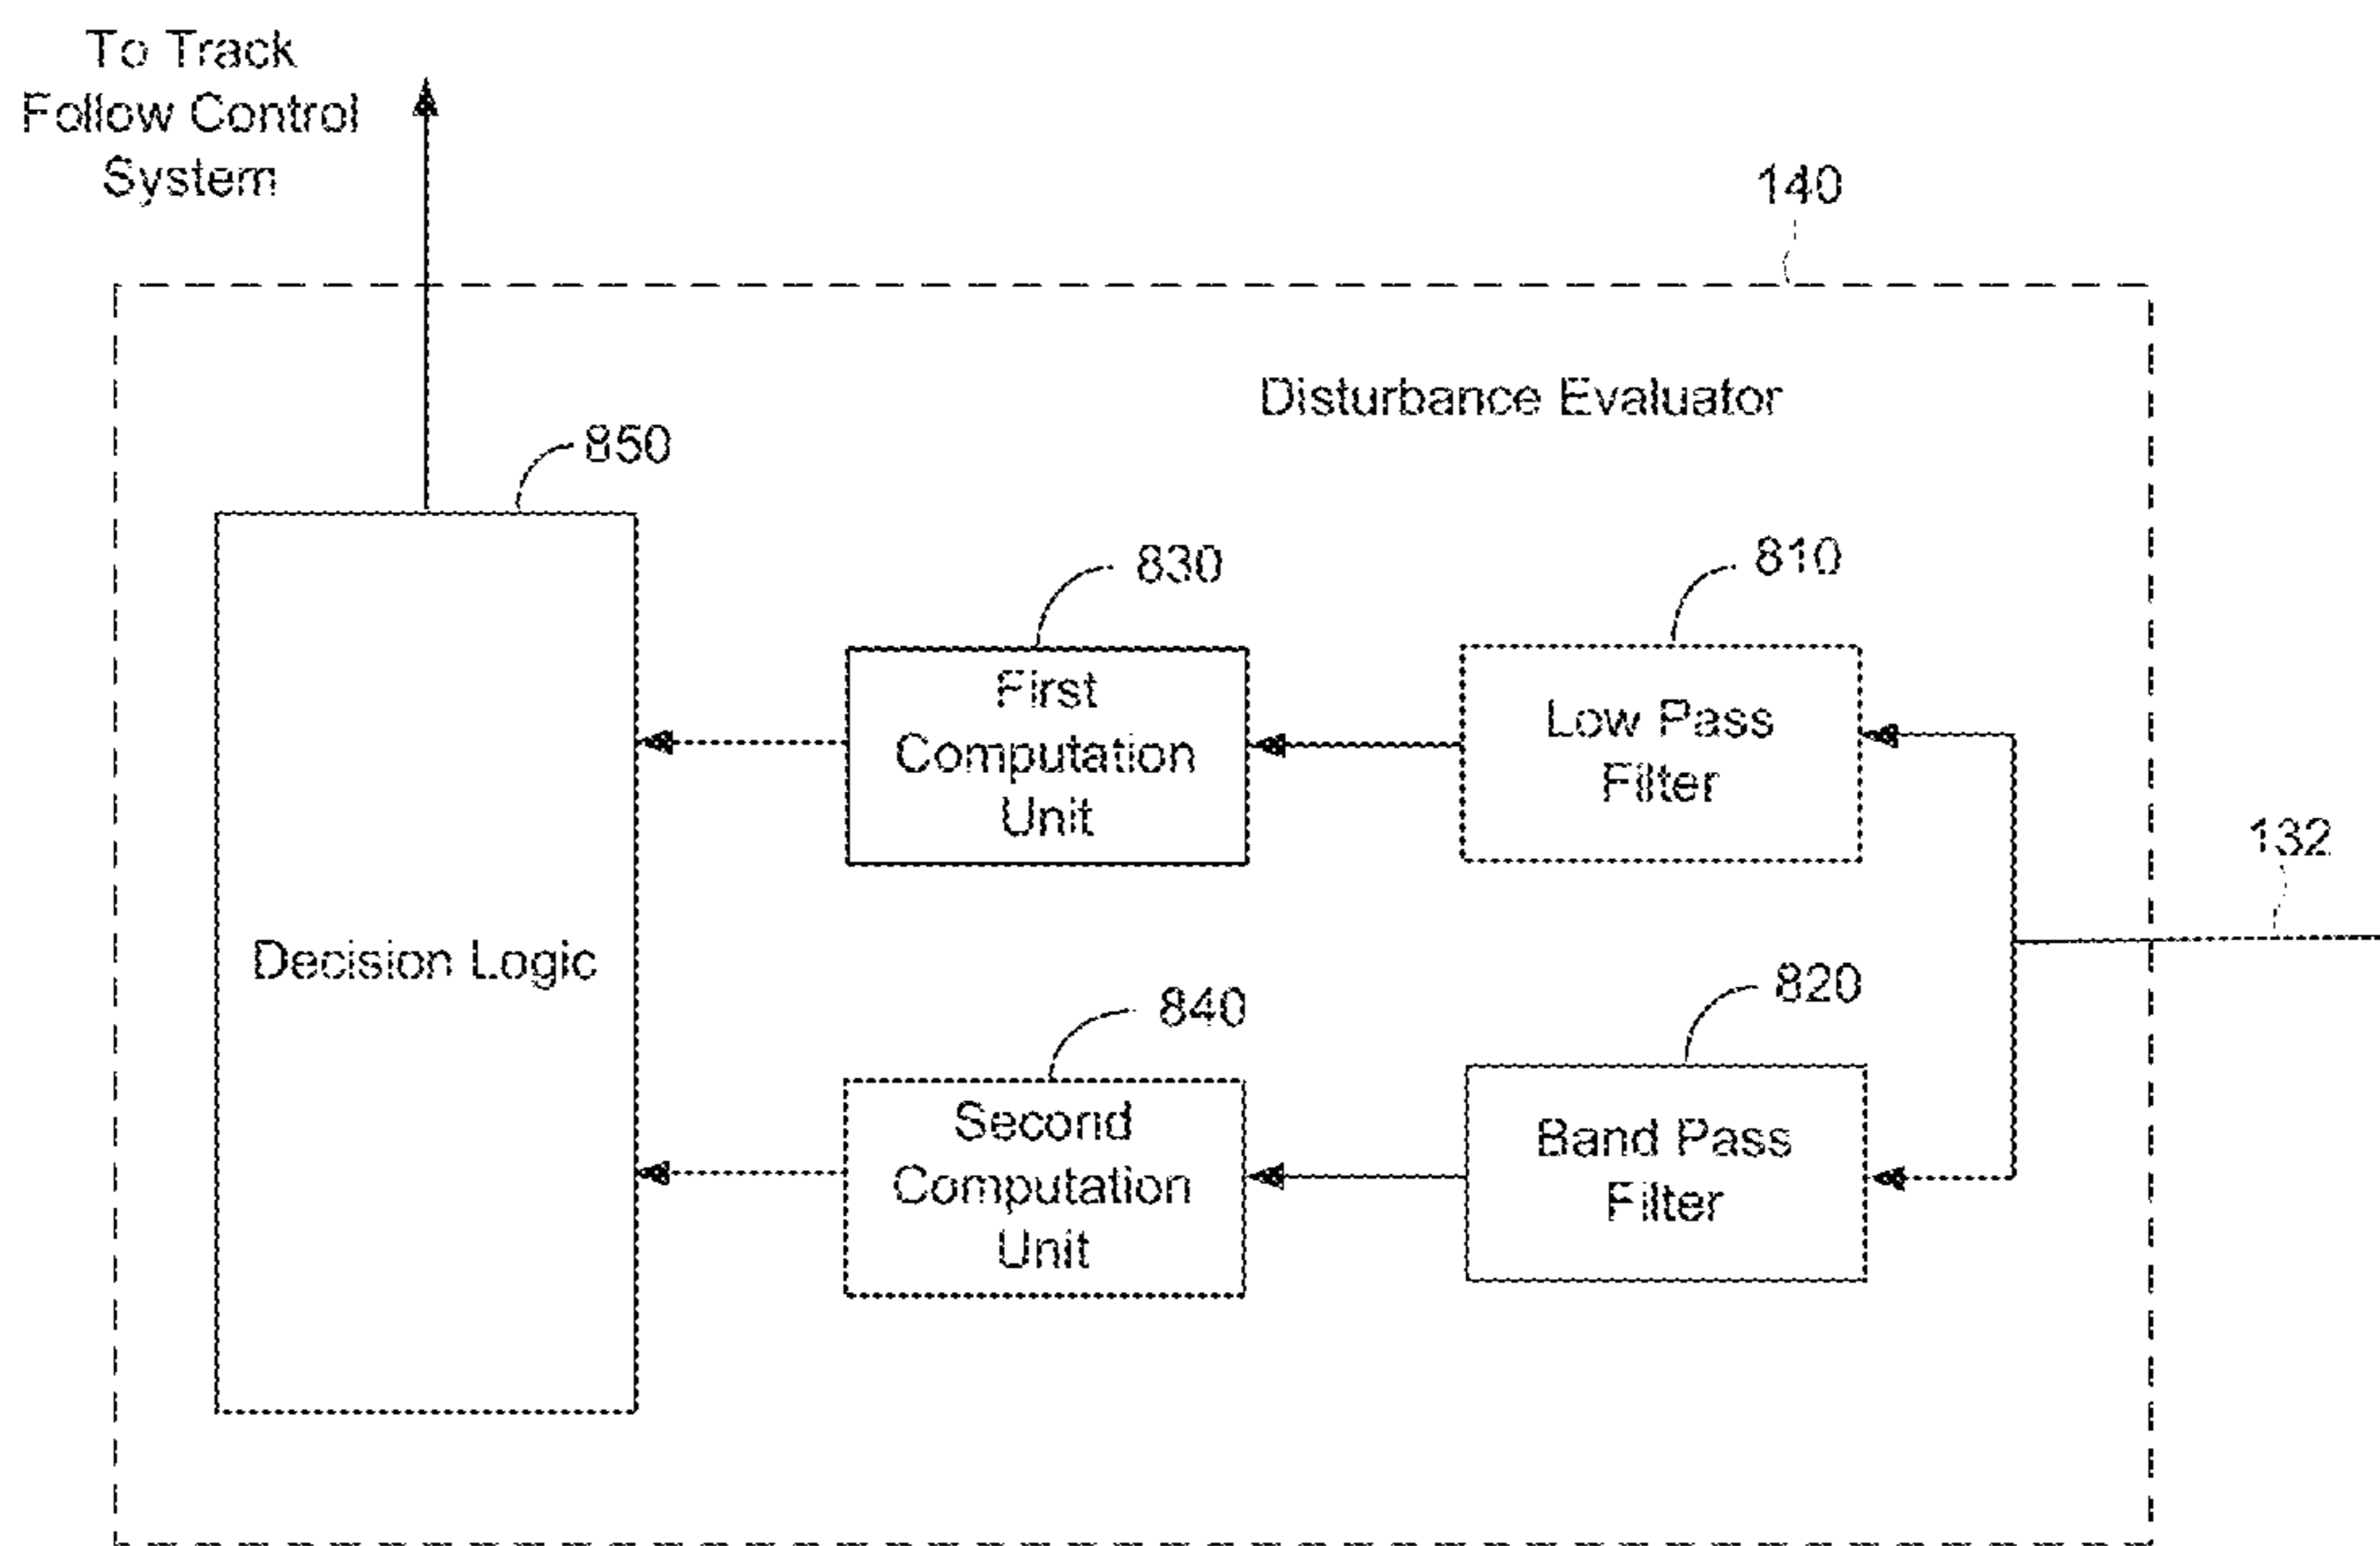 To Track
Follow Control
System
140
Disturbance Evaluator
850
830
810
First
Computation
Unit
Low Pass
Filter
132
Decision Logic
840
820
Second
Computation
Unit
Band Pass
Filter